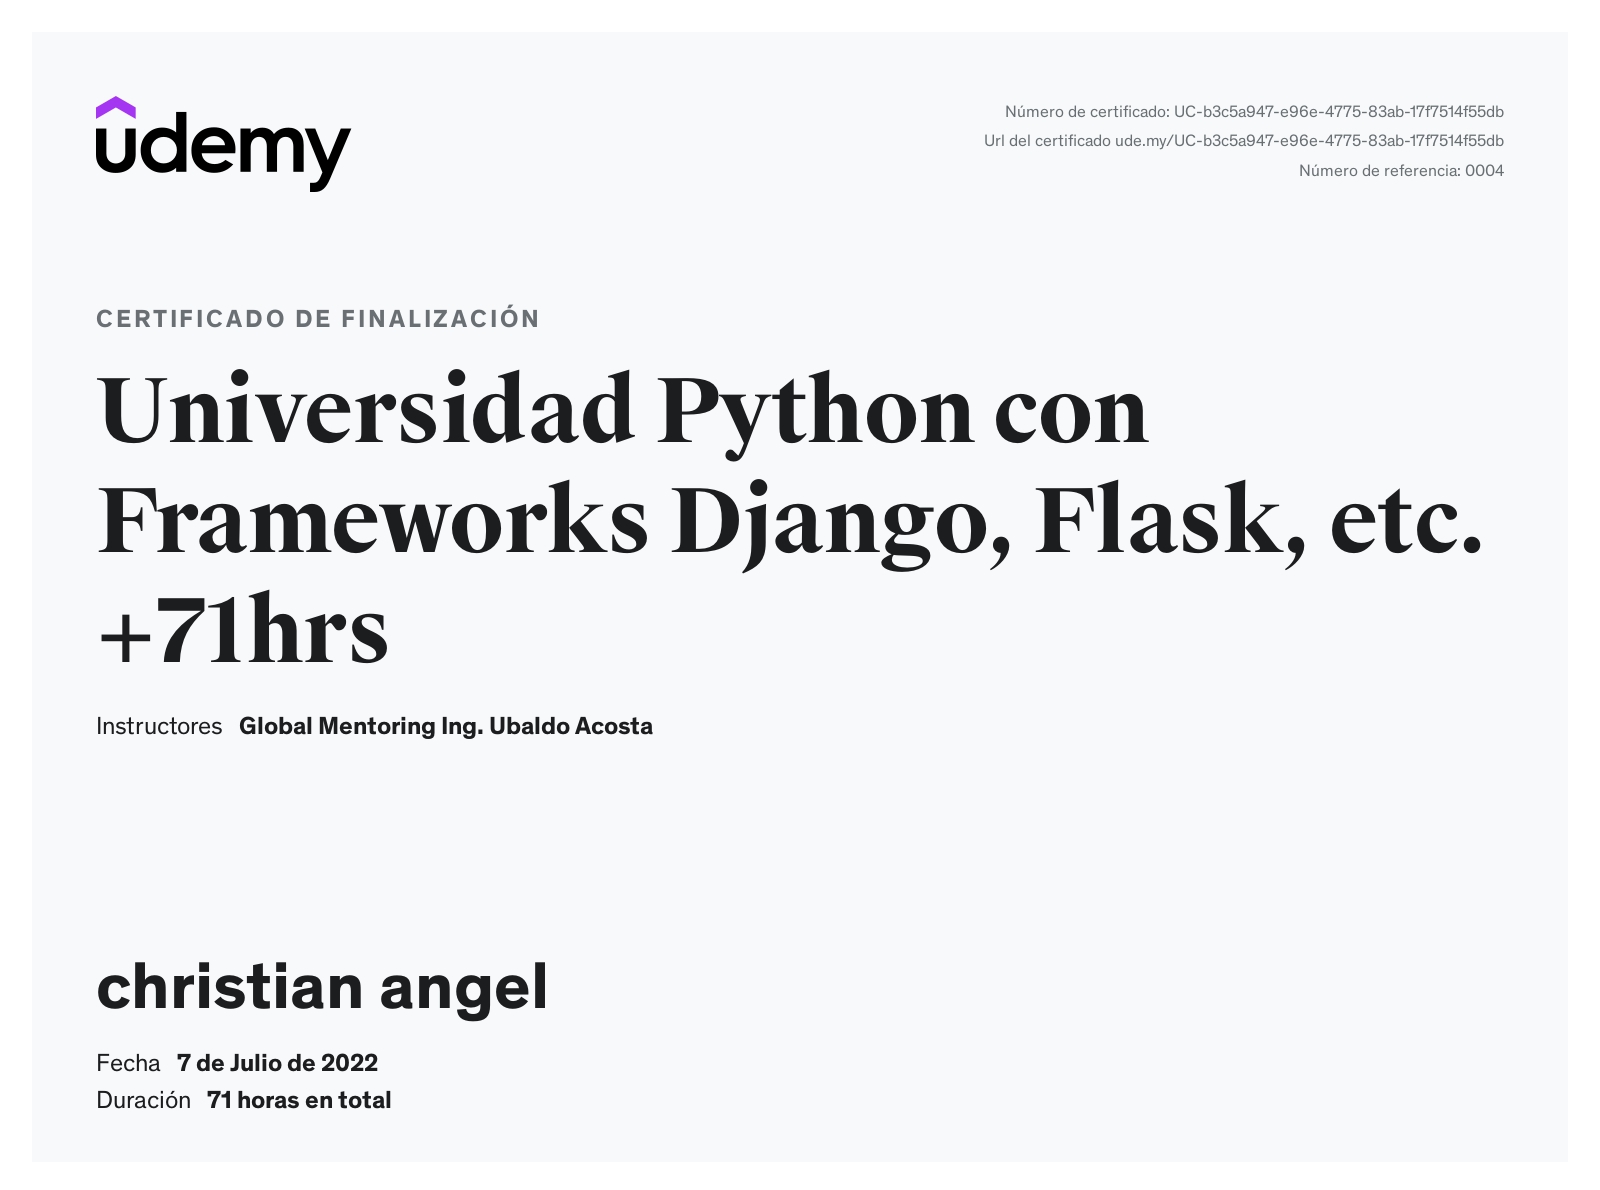 udemy
Número de certificado: UC-b3c5a947-e96e-4775-83ab-17f7514f55db
Url del certificado ude.my/UC-b3c5a947-e96e-4775-83ab-17f7514f55db
Número de referencia: 0004
CERTIFICADO DE FINALIZACIÓN
Universidad Python con
Frameworks Django, Flask, etc.
+71hrs
Instructores Global Mentoring Ing. Ubaldo Acosta
christian angel
Fecha 7 de Julio de 2022
Duración 71 horas en total